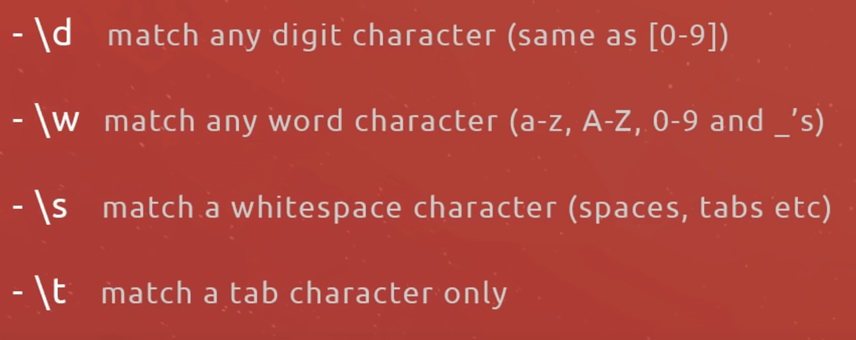 - \d match any digit character (same as [0-9])
- \w match any word character (a-z, A-Z, 0-9 and _’s)
- \s match a whitespace character (spaces, tabs etc)
- \t match a tab character only